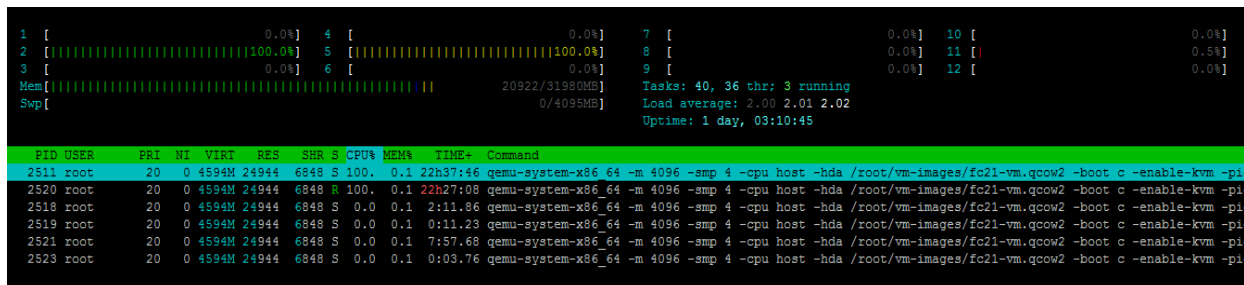 1 [ 0.0%] 4 [ 0.0%] 7 [ 0.0%] 10 [ 0.0%]
2 [||||||||||||||||||||||||||||100.0%] 5 [||||||||||||||||||||||||||||100.0%] 8 [ 0.0%] 11 [| 0.5%]
3 [ 0.0%] 6 [ 0.0%] 9 [ 0.0%] 12 [ 0.0%]
Mem[||||||||||||||||||||||||||||||||||||||||||||||||||||||| 20922/31980MB] Tasks: 40, 36 thr; 3 running
Swp[ 0/4095MB] Load average: 2.00 2.01 2.02
Uptime: 1 day, 03:10:45
PID USER PRI NI VIRT RES SHR S CPU% MEM% TIME+ Command
2511 root 20 0 4594M 24944 6848 S 100. 0.1 22h37:46 qemu-system-x86_64 -m 4096 -smp 4 -cpu host -hda /root/vm-images/fc21-vm.qcow2 -boot c -enable-kvm -pi
2520 root 20 0 4594M 24944 6848 R 100. 0.1 22h27:08 qemu-system-x86_64 -m 4096 -smp 4 -cpu host -hda /root/vm-images/fc21-vm.qcow2 -boot c -enable-kvm -pi
2518 root 20 0 4594M 24944 6848 S 0.0 0.1 2:11.86 qemu-system-x86_64 -m 4096 -smp 4 -cpu host -hda /root/vm-images/fc21-vm.qcow2 -boot c -enable-kvm -pi
2519 root 20 0 4594M 24944 6848 S 0.0 0.1 0:11.23 qemu-system-x86_64 -m 4096 -smp 4 -cpu host -hda /root/vm-images/fc21-vm.qcow2 -boot c -enable-kvm -pi
2521 root 20 0 4594M 24944 6848 S 0.0 0.1 7:57.68 qemu-system-x86_64 -m 4096 -smp 4 -cpu host -hda /root/vm-images/fc21-vm.qcow2 -boot c -enable-kvm -pi
2523 root 20 0 4594M 24944 6848 S 0.0 0.1 0:03.76 qemu-system-x86_64 -m 4096 -smp 4 -cpu host -hda /root/vm-images/fc21-vm.qcow2 -boot c -enable-kvm -pi